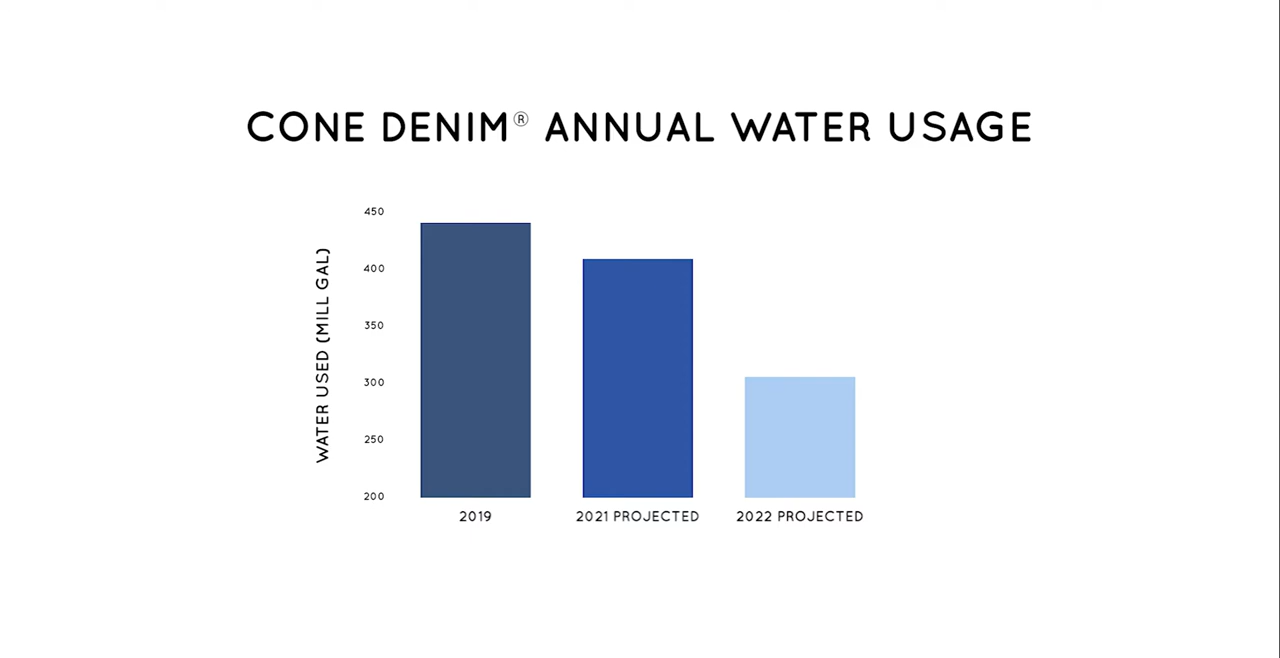 CONE DENIM® ANNUAL WATER USAGE
WATER USED (MILL GAL)
450
400
350
300
250
200
2019
2021 PROJECTED
2022 PROJECTED